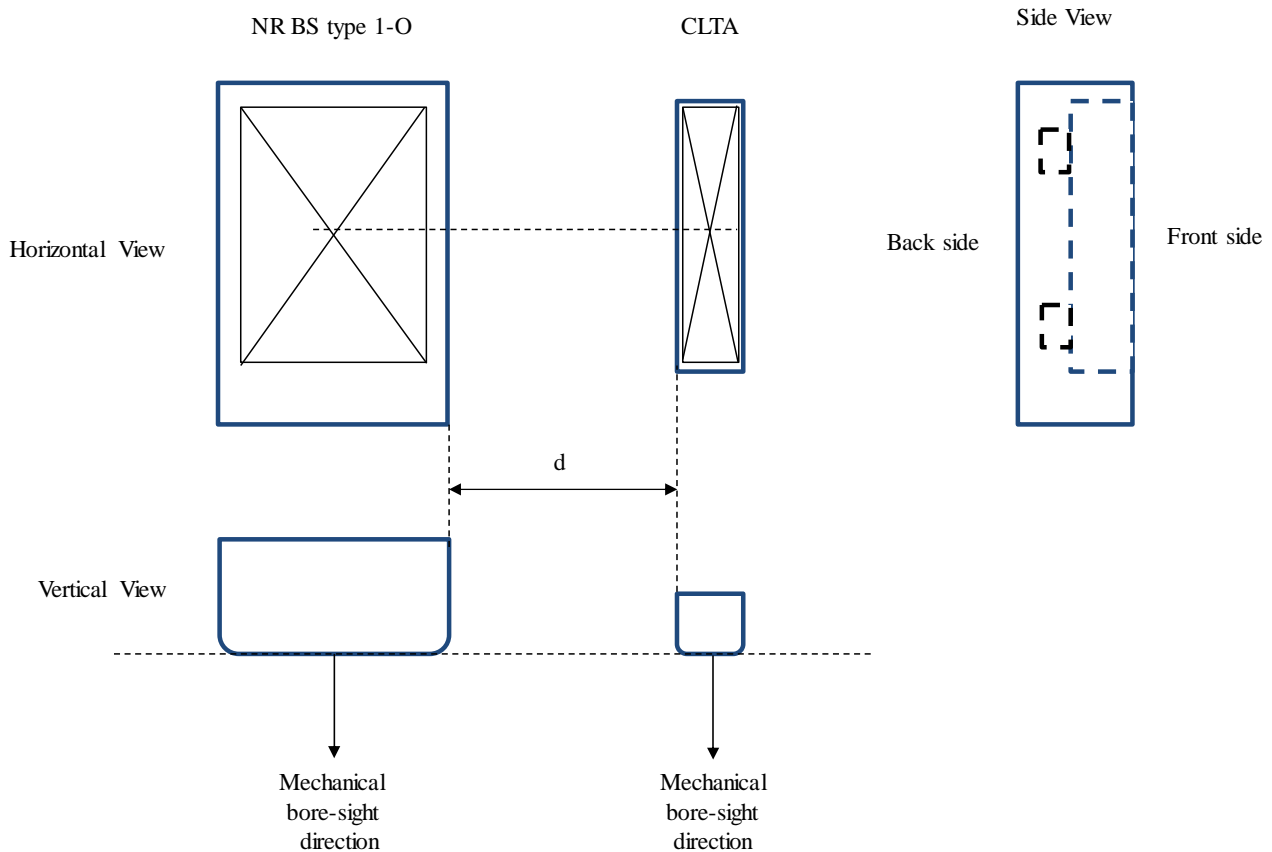 NR BS type 1-O
CLTA
Side View
Horizontal View
Back side
Front side
d
Vertical View
Mechanical
bore-sight
direction
Mechanical
bore-sight
direction